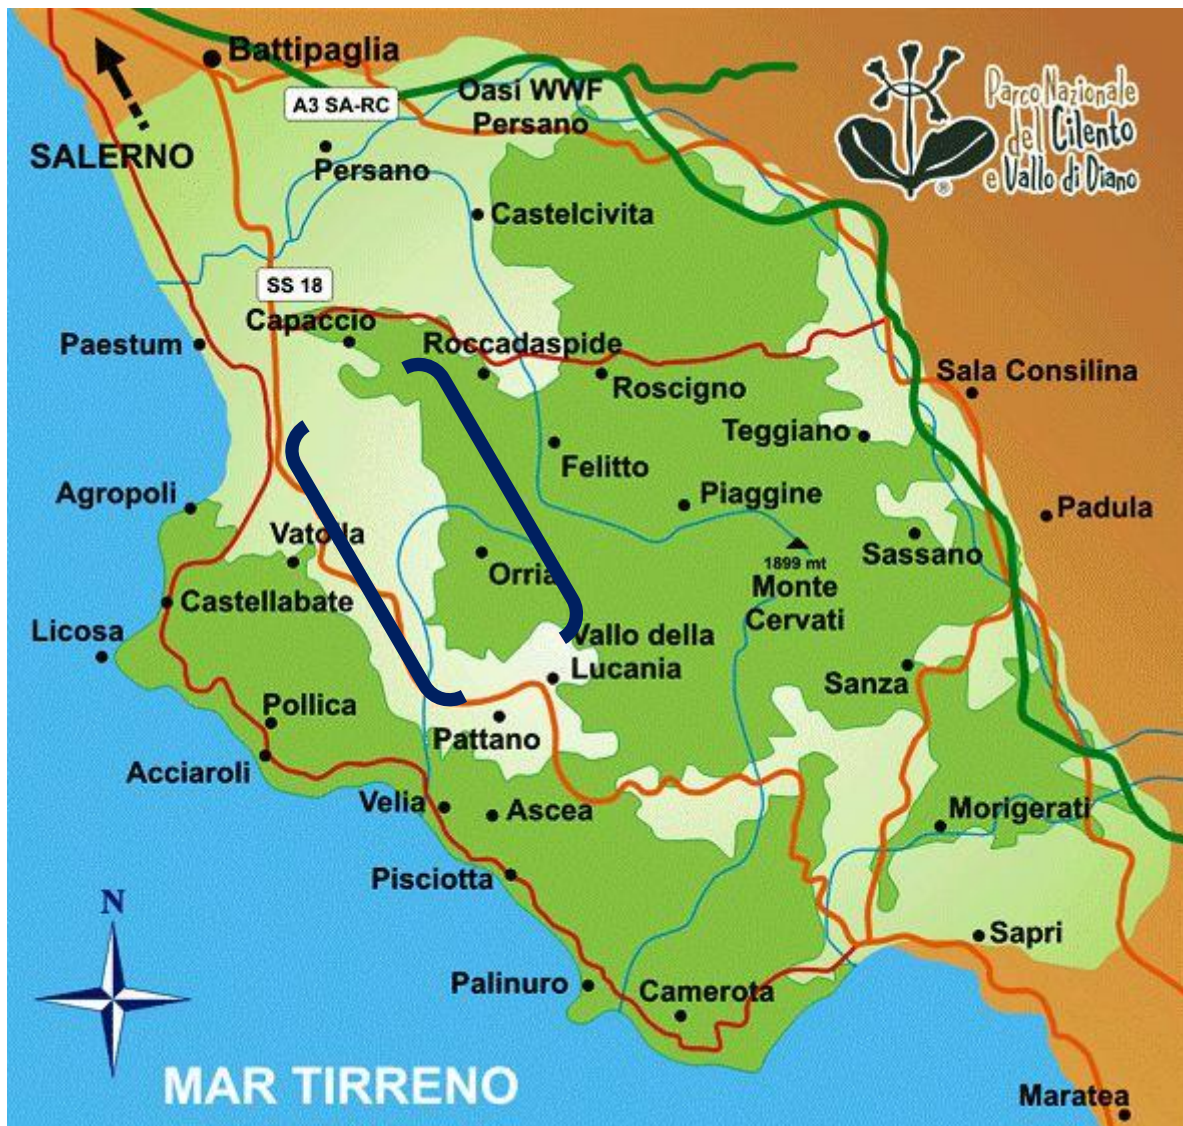 Battipaglia
A3 SA-RC
Oasi WWF
Persano
SALERNO
Persano
Parco Nazionale
del Cilento
e Vallo di Diano
®
Castelcivita
SS 18
Capaccio
Paestum
Roccadaspide
Roscigno
Sala Consilina
Teggiano
Felitto
Agropoli
Piaggine
Padula
Vatolla
Sassano
Orria
1899 mt
Monte
Cervati
Castellabate
Licosa
Vallo della
Lucania
Sanza
Pollica
Pattano
Acciaroli
Velia
Ascea
Morigerati
Pisciotta
N
Sapri
Palinuro
Camerota
MAR TIRRENO
Maratea